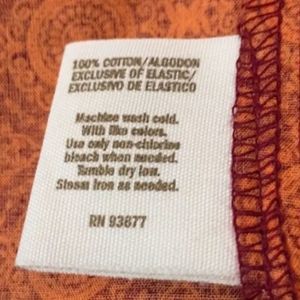 100% COTTON/ALGODON
EXCLUSIVE OF ELASTIC/
EXCLUSIVO DE ELASTICO
Machine wash cold.
With like colors.
Use only non-chlorine
bleach when needed.
Tumble dry low.
Steam iron as needed.
RN 93677